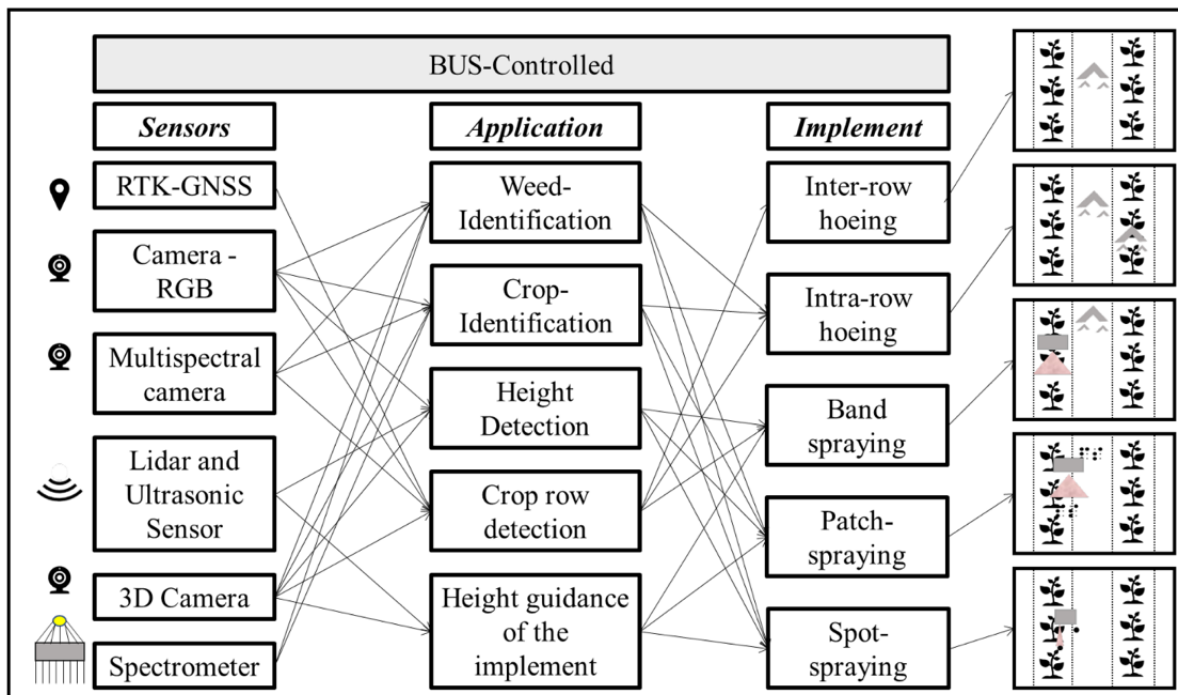 BUS-Controlled
Sensors
Application
Implement
RTK-GNSS
Camera -
RGB
Multispectral
camera
Lidar and
Ultrasonic
Sensor
3D Camera
Spectrometer
Weed-
Identification
Crop-
Identification
Height
Detection
Crop row
detection
Height guidance
of the
implement
Inter-row
hoeing
Intra-row
hoeing
Band
spraying
Patch-
spraying
Spot-
spraying